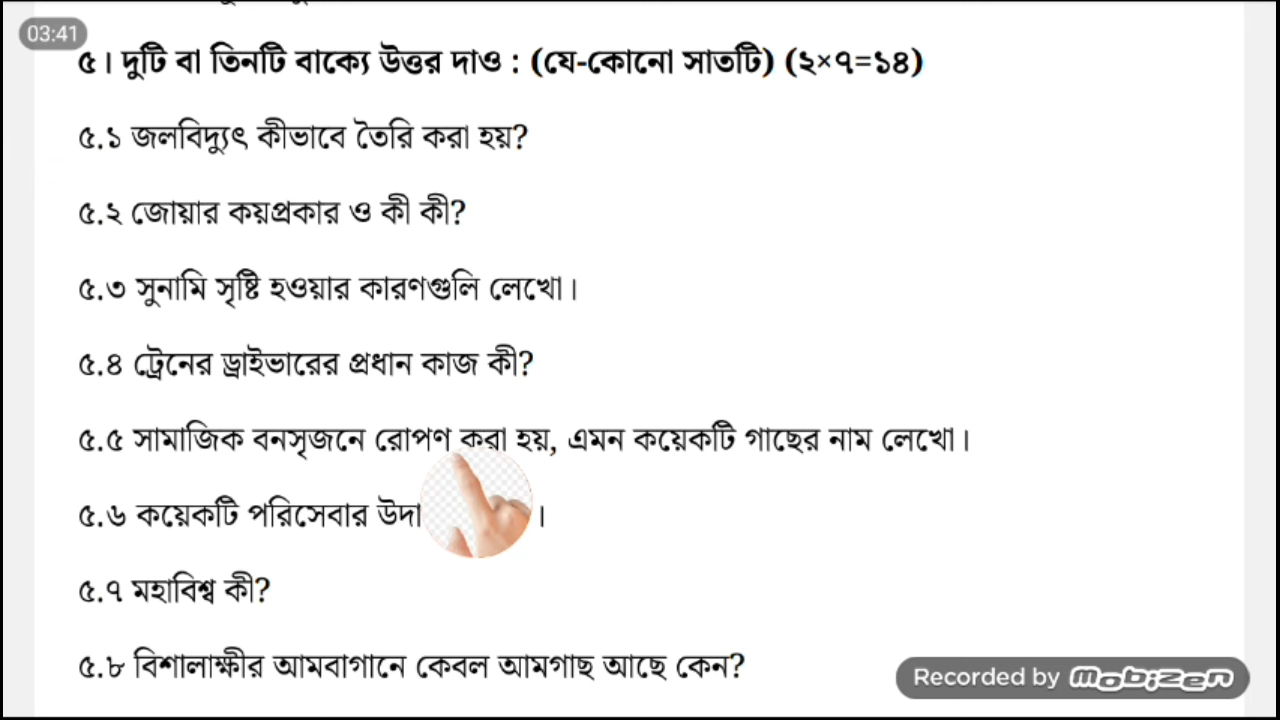 03:41
৫। দুটি বা তিনটি বাক্যে উত্তর দাও : (যে-কোনো সাতটি) (২×৭=১৪)
৫.১ জলবিদ্যুৎ কীভাবে তৈরি করা হয়?
৫.২ জোয়ার কয়প্রকার ও কী কী?
৫.৩ সুনামি সৃষ্টি হওয়ার কারণগুলি লেখো।
৫.৪ ট্রেনের ড্রাইভারের প্রধান কাজ কী?
৫.৫ সামাজিক বনসৃজনে রোপণ করা হয়, এমন কয়েকটি গাছের নাম লেখো।
৫.৬ কয়েকটি পরিসেবার উদা ।
৫.৭ মহাবিশ্ব কী?
৫.৮ বিশালাক্ষীর আমবাগানে কেবল আমগাছ আছে কেন?
Recorded by Mobizen